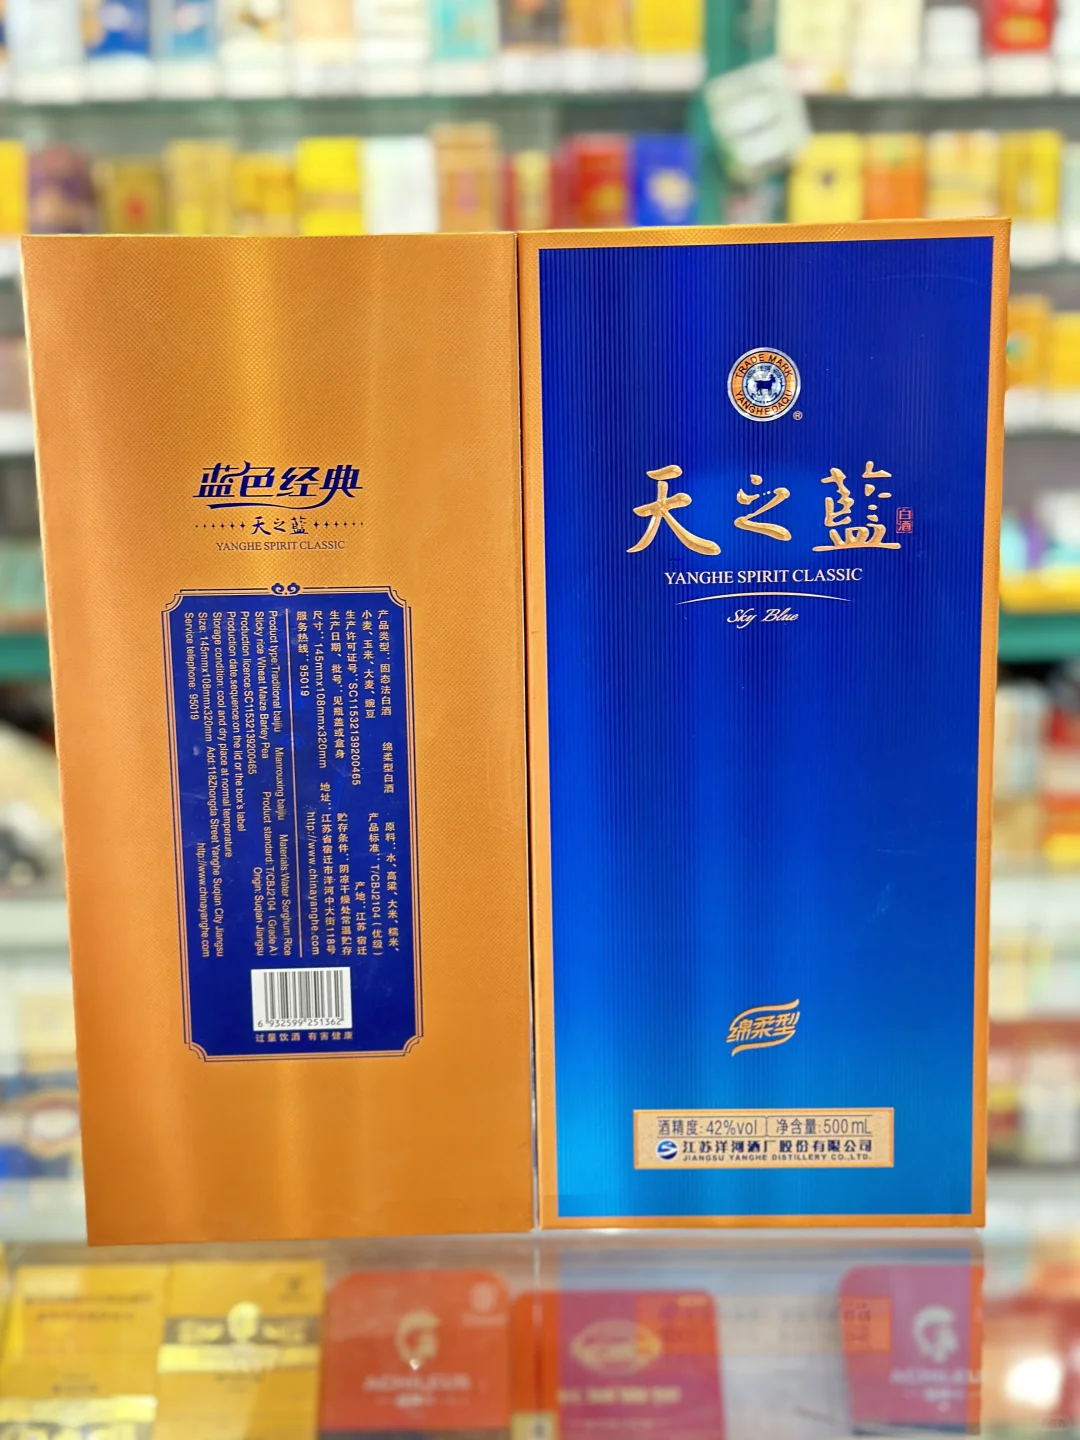 蓝色经典
天之蓝
YANGHE SPIRIT CLASSIC
产品类型：固态法白酒 绵柔型白酒 原料：水、高粱、大米、糯米、
小麦、玉米、大麦、豌豆 产品标准：T/CBJ2104（优级）
生产许可证号：SC11532139200465 产地：江苏 宿迁
生产日期、批号：见瓶盖或盒身 贮存条件：阴凉干燥处常温贮存
尺寸：145mmx108mmx320mm 地址：江苏省宿迁市洋河中大街118号
服务热线：95019 http://www.chinayanghe.com
Product type:Traditional baijiu Mianrouxing baijiu Materials:Water Sorghum Rice
Sticky rice Wheat Maize Barley Pea Product standard: T/CBJ2104 (Grade A)
Production licence:SC11532139200465 Origin: Suqian Jiangsu
Production date,sequence:on the lid or the box's label
Storage condition: cool and dry place at normal temperature
Size: 145mmx108mmx320mm Add:118Zhongda Street Yanghe Suqian City Jiangsu
Service telephone: 95019 http://www.chinayanghe.com
6 932599 251362
过量饮酒 有害健康
TRADE MARK
YANGHEDAQU
®
天之藍
白酒
YANGHE SPIRIT CLASSIC
Sky Blue
绵柔型
酒精度:42%vol 净含量:500mL
江苏洋河酒厂股份有限公司
JIANGSU YANGHE DISTILLERY CO.,LTD.